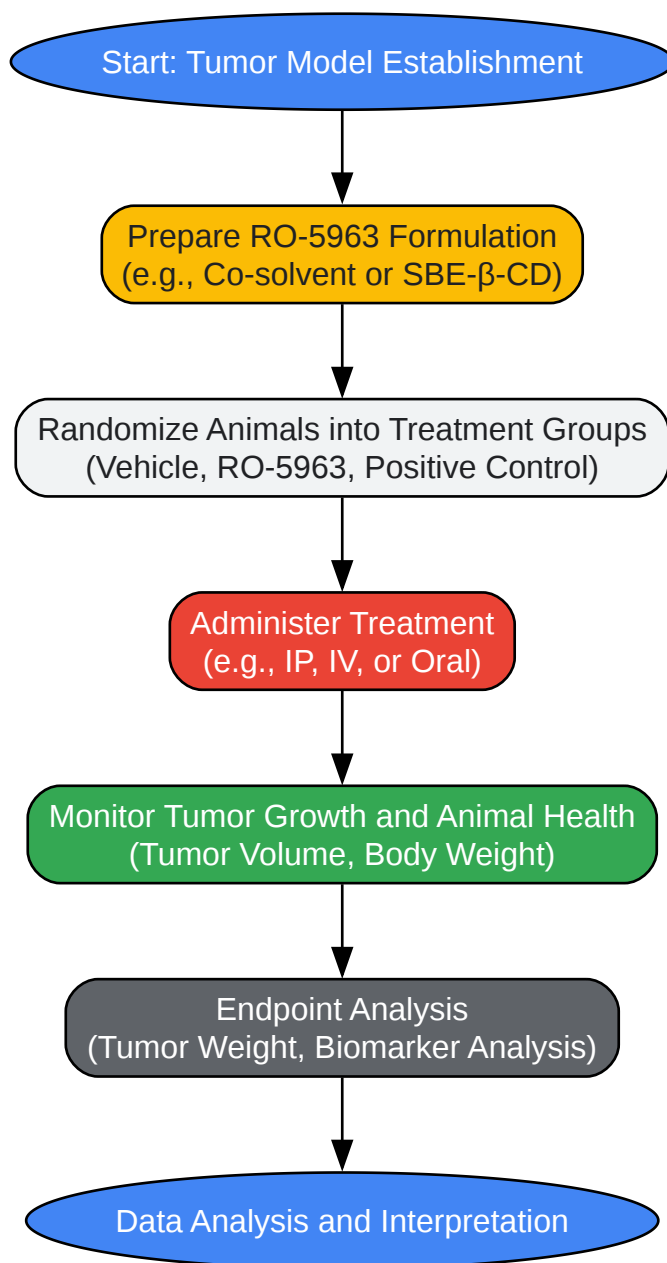 Start: Tumor Model Establishment
Prepare RO-5963 Formulation
(e.g., Co-solvent or SBE-β-CD)
Randomize Animals into Treatment Groups
(Vehicle, RO-5963, Positive Control)
Administer Treatment
(e.g., IP, IV, or Oral)
Monitor Tumor Growth and Animal Health
(Tumor Volume, Body Weight)
Endpoint Analysis
(Tumor Weight, Biomarker Analysis)
Data Analysis and Interpretation